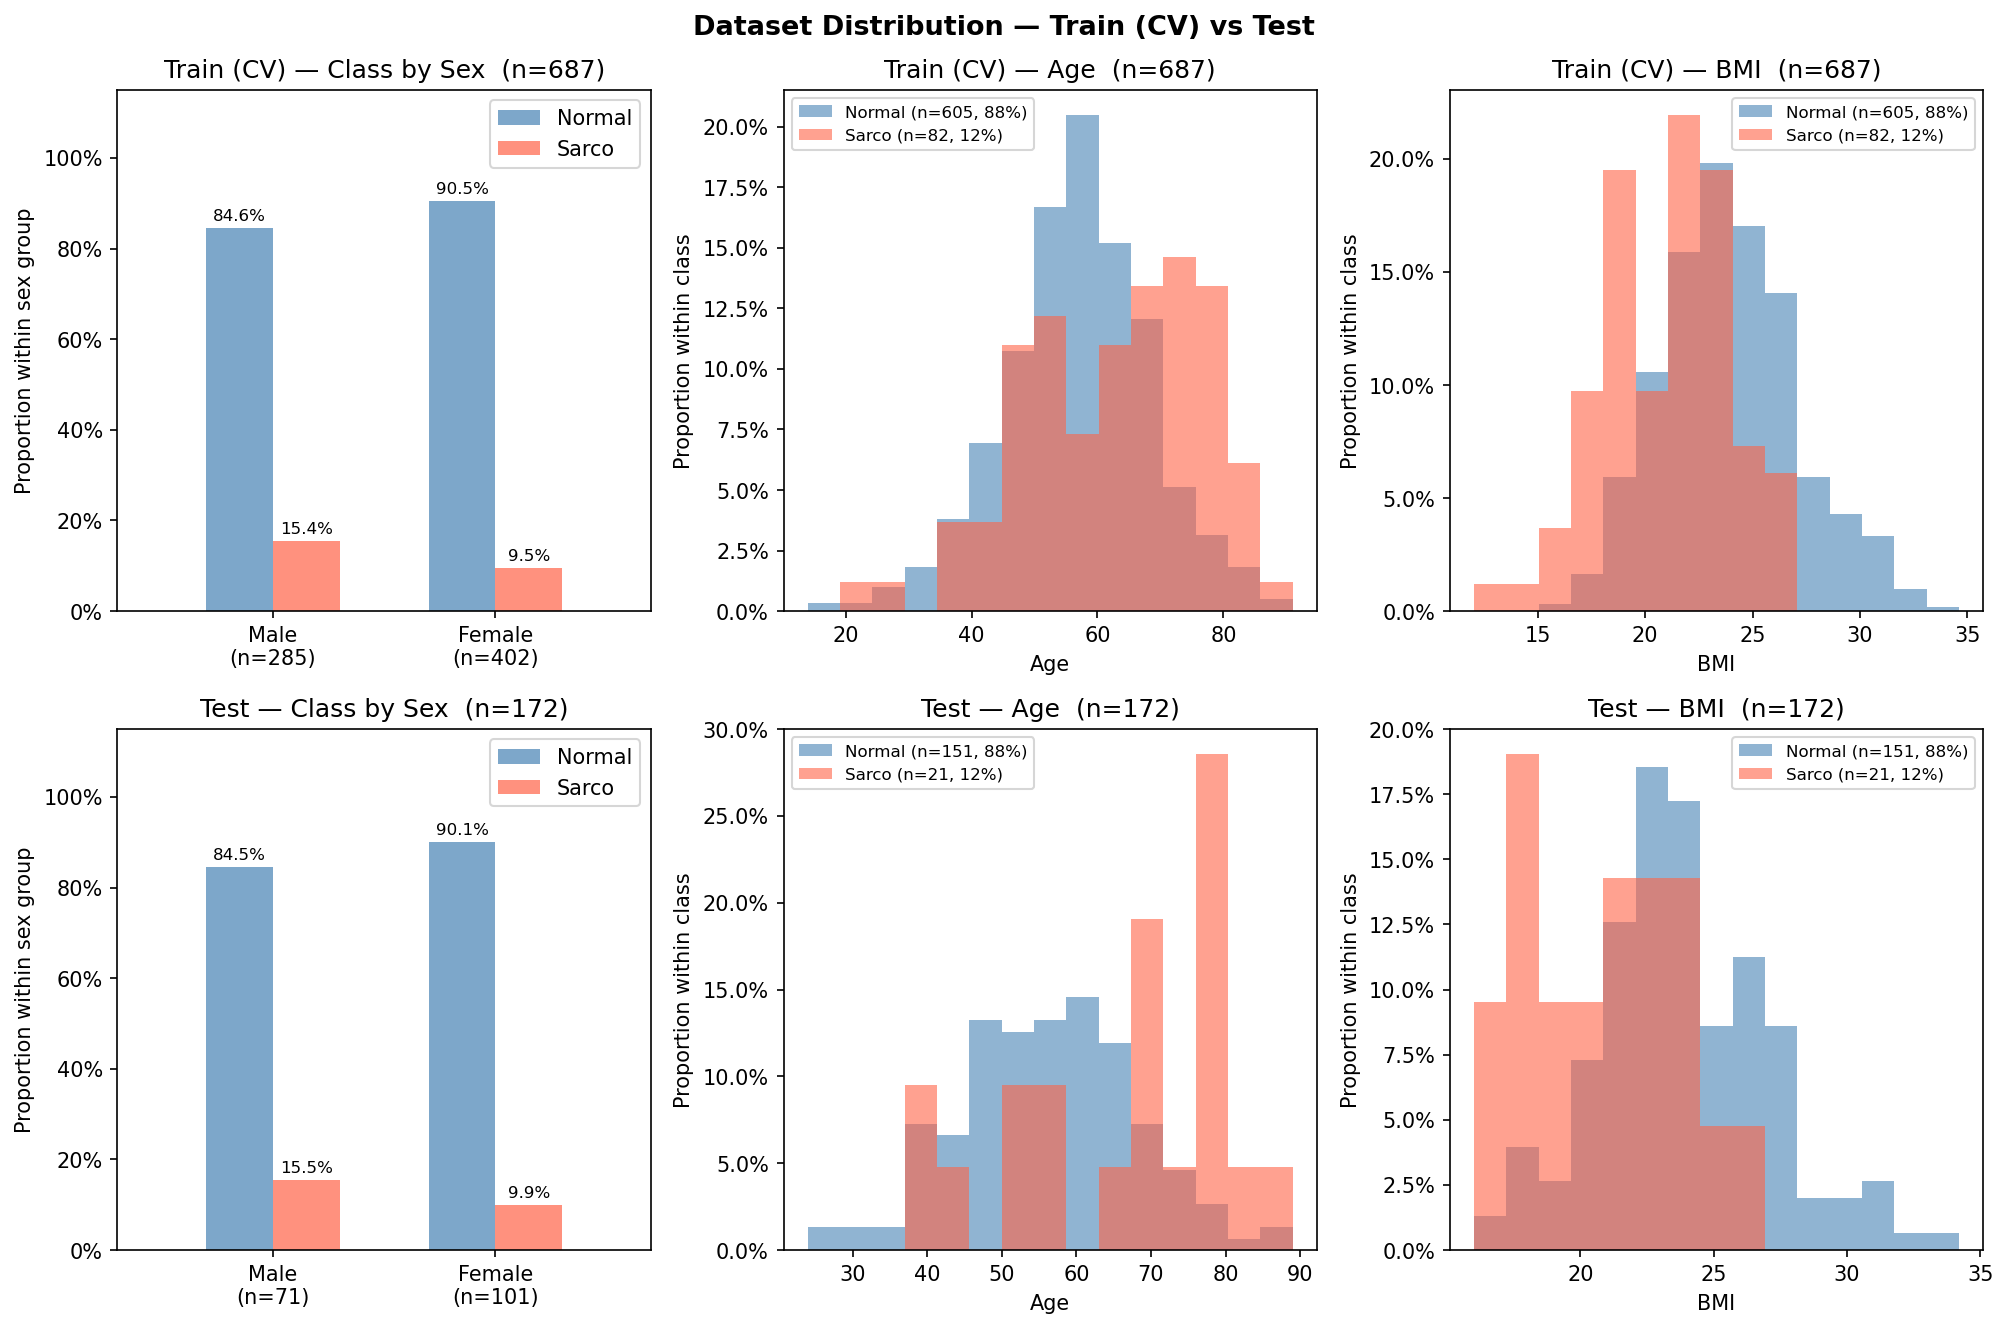 Dataset Distribution — Train (CV) vs Test
Train (CV) — Class by Sex  (n=687)
Proportion within sex group
100%
80%
60%
40%
20%
0%
Normal
Sarco
84.6%
15.4%
90.5%
9.5%
Male
(n=285)
Female
(n=402)
Train (CV) — Age  (n=687)
Proportion within class
20.0%
17.5%
15.0%
12.5%
10.0%
7.5%
5.0%
2.5%
0.0%
Normal (n=605, 88%)
Sarco (n=82, 12%)
20 40 60 80
Age
Train (CV) — BMI  (n=687)
Proportion within class
20.0%
15.0%
10.0%
5.0%
0.0%
Normal (n=605, 88%)
Sarco (n=82, 12%)
15 20 25 30 35
BMI
Test — Class by Sex  (n=172)
Proportion within sex group
100%
80%
60%
40%
20%
0%
Normal
Sarco
84.5%
15.5%
90.1%
9.9%
Male
(n=71)
Female
(n=101)
Test — Age  (n=172)
Proportion within class
30.0%
25.0%
20.0%
15.0%
10.0%
5.0%
0.0%
Normal (n=151, 88%)
Sarco (n=21, 12%)
30 40 50 60 70 80 90
Age
Test — BMI  (n=172)
Proportion within class
20.0%
17.5%
15.0%
12.5%
10.0%
7.5%
5.0%
2.5%
0.0%
Normal (n=151, 88%)
Sarco (n=21, 12%)
20 25 30 35
BMI